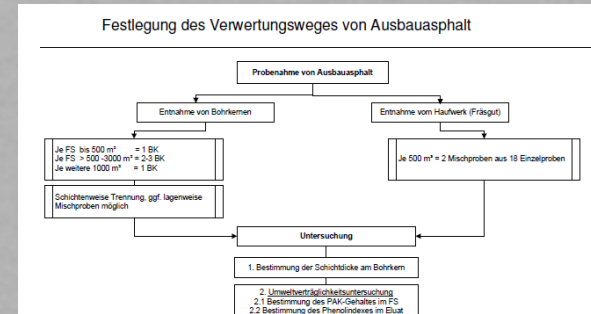 Festlegung des Verwertungsweges von Ausbauasphalt
Probenahme von Ausbauasphalt
Entnahme von Bohrkernen
Entnahme vom Haufwerk (Fräsgut)
Je FS bis 500 m² = 1 BK
Je FS > 500 -3000 m² = 2-3 BK
Je weitere 1000 m² = 1 BK
Je 500 m³ = 2 Mischproben aus 18 Einzelproben
Schichtenweise Trennung, ggf. lagenweise
Mischproben möglich
Untersuchung
1. Bestimmung der Schichtdicke am Bohrkern
2. Umweltverträglichkeitsuntersuchung
2.1 Bestimmung des PAK-Gehaltes im FS
2.2 Bestimmung des Phenolindexes im Eluat